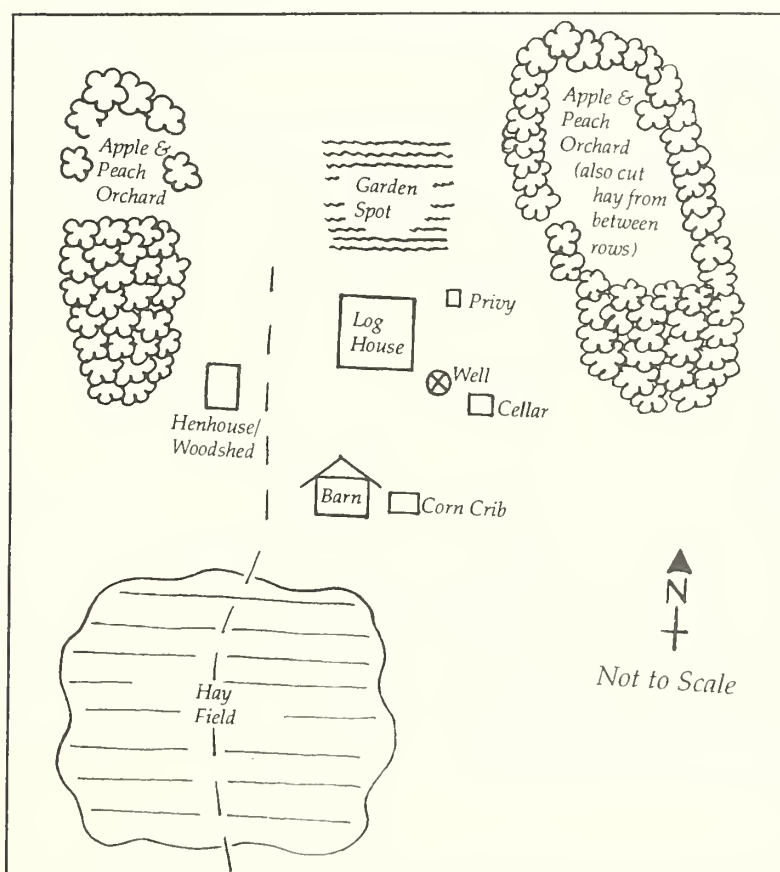 Apple &
Peach
Orchard
Apple &
Peach
Orchard
(also cut
hay from
between
rows)
Garden
Spot
Privy
Log
House
Well
Cellar
Henhouse/
Woodshed
Barn
Corn Crib
N
Not to Scale
Hay
Field